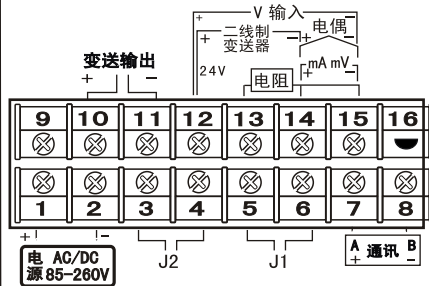 + V 输入 -
+ 二线制变送器 - 电偶
变送输出
+ -
24V
电阻
+ mA mV -
9 10 11 12 13 14 15 16
1 2 3 4 5 6 7 8
+ -
电源 AC/DC 85-260V
J2
J1
A + 通讯 B -